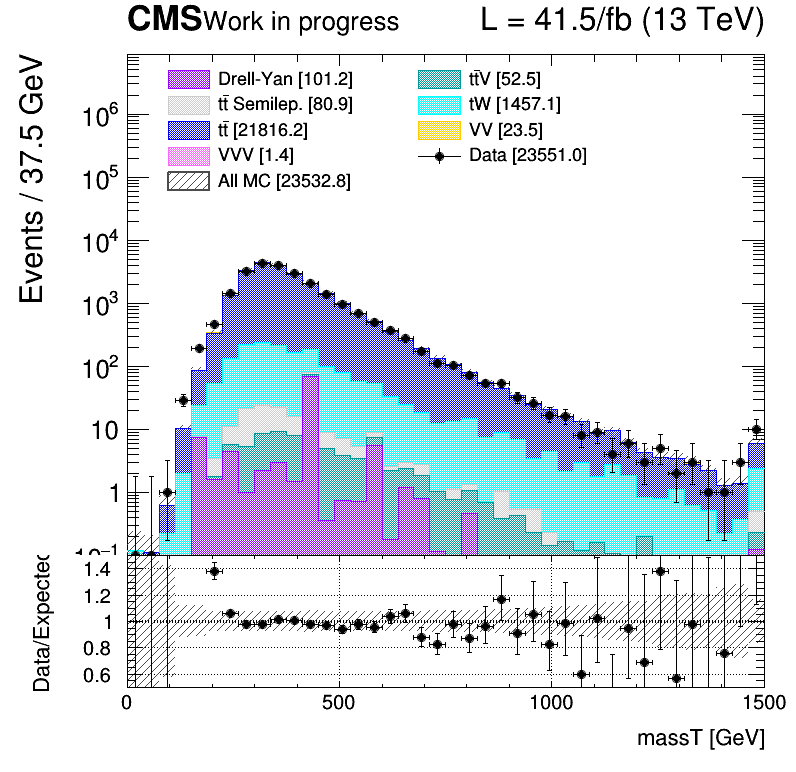 CMS Work in progress L = 41.5/fb (13 TeV)
Events / 37.5 GeV
Drell-Yan [101.2]
tt̄ Semilep. [80.9]
tt̄ [21816.2]
VVV [1.4]
All MC [23532.8]
tt̄V [52.5]
tW [1457.1]
VV [23.5]
Data [23551.0]
10⁶
10⁵
10⁴
10³
10²
10
1
10⁻¹
Data/Expected
1.4
1.2
1
0.8
0.6
0 500 1000 1500
massT [GeV]